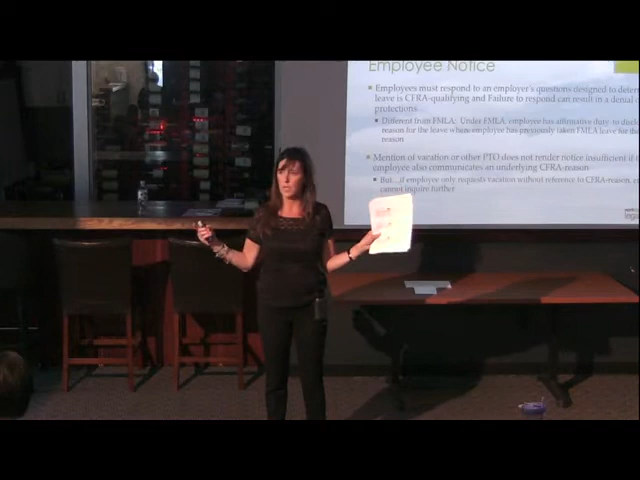 Employee Notice
Employees must respond to an employer's questions designed to deter
leave is CFRA-qualifying and Failure to respond can result in a denial
protections
Different from FMLA: Under FMLA, employee has affirmative duty to disclo
reason for the leave when employee has previously taken FMLA leave for
reason
Mention of vacation or other PTO does not render notice insufficient if
employee also communicates an underlying CFRA-reason
But...if employee only requests vacation without reference to CFRA-reason,
cannot inquire further